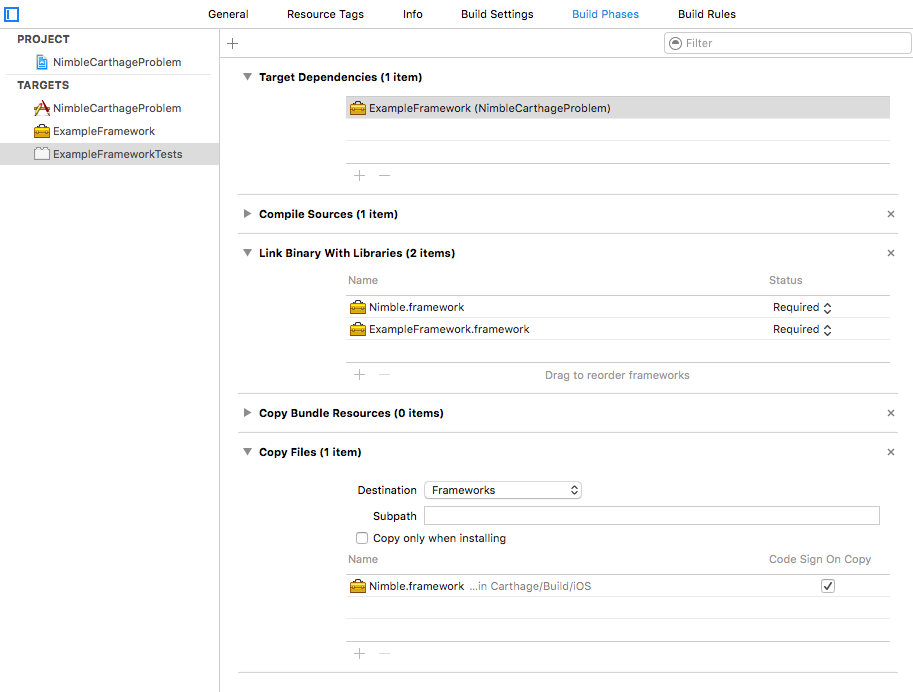 General Resource Tags Info Build Settings Build Phases Build Rules
PROJECT
NimbleCarthageProblem
TARGETS
NimbleCarthageProblem
ExampleFramework
ExampleFrameworkTests
Filter
Target Dependencies (1 item)
ExampleFramework (NimbleCarthageProblem)
Compile Sources (1 item)
Link Binary With Libraries (2 items)
Name Status
Nimble.framework Required
ExampleFramework.framework Required
Drag to reorder frameworks
Copy Bundle Resources (0 items)
Copy Files (1 item)
Destination Frameworks
Subpath
Copy only when installing
Name Code Sign On Copy
Nimble.framework ...in Carthage/Build/iOS